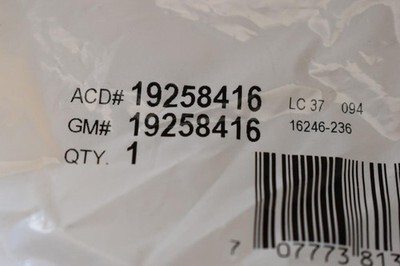 ACD# 19258416 LC 37 094
GM# 19258416 16246-236
QTY. 1
7 07773 813